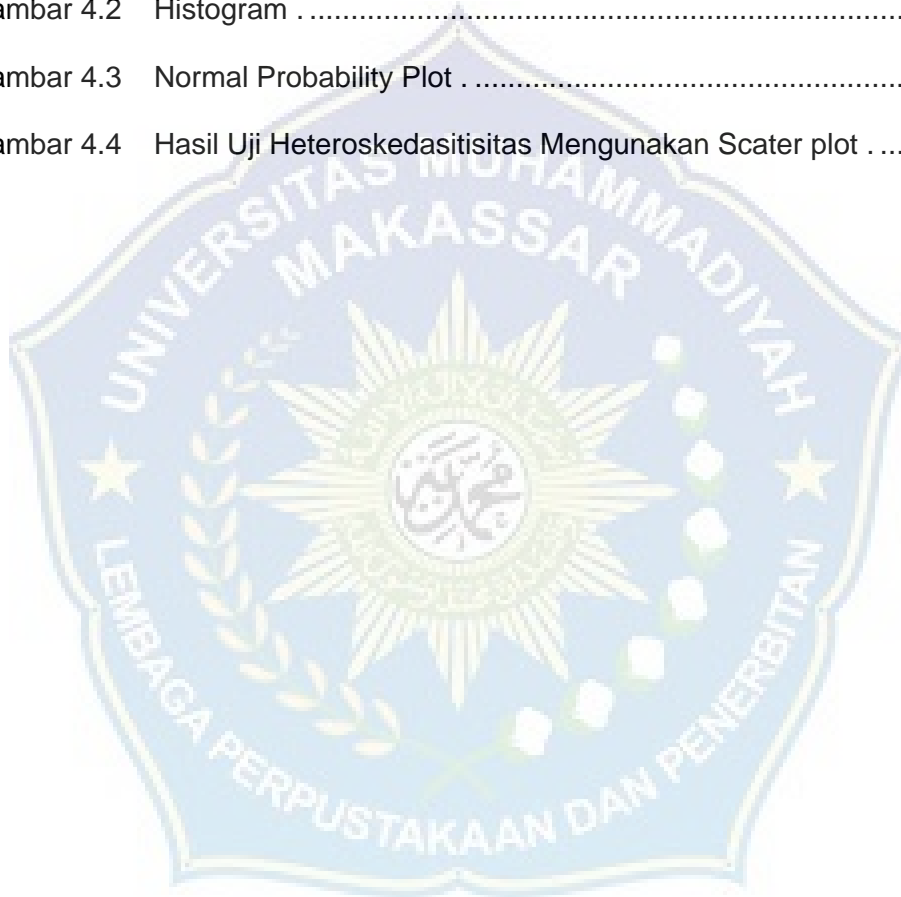 ambar 4.2 Histogram . ........................................................................
ambar 4.3 Normal Probability Plot . ....................................................
ambar 4.4 Hasil Uji Heteroskedasitisitas Mengunakan Scater plot . ...
UNIVERSITAS MUHAMMADIYAH
MAKASSAR
LEMBAGA PERPUSTAKAAN DAN PENERBITAN